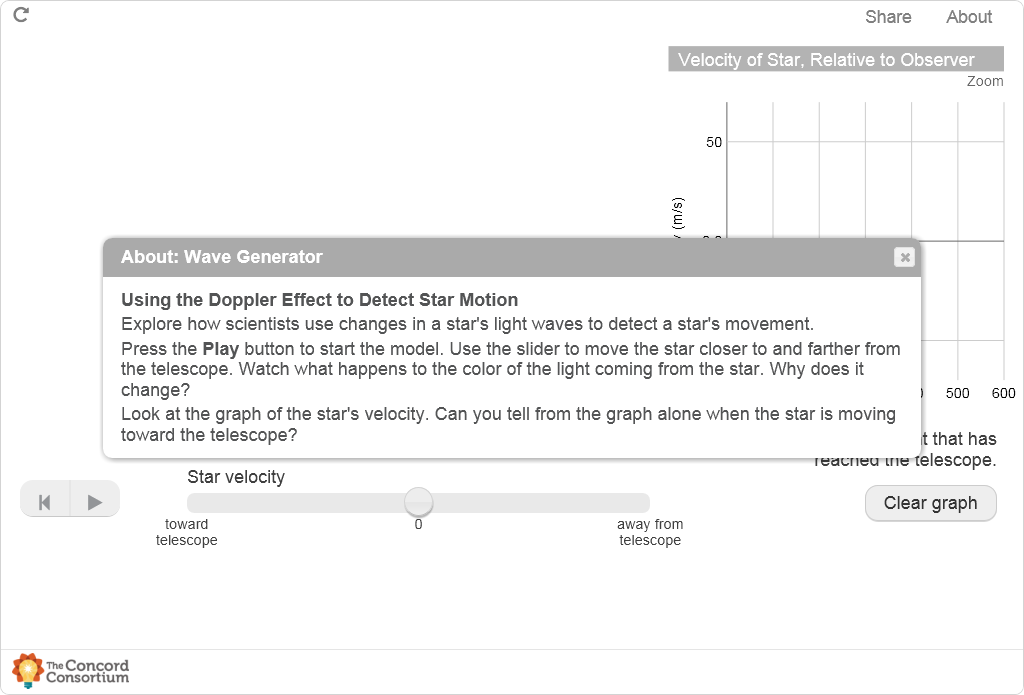 Share About
Velocity of Star, Relative to Observer
Zoom
50
(m/s)
About: Wave Generator
Using the Doppler Effect to Detect Star Motion
Explore how scientists use changes in a star's light waves to detect a star's movement.
Press the Play button to start the model. Use the slider to move the star closer to and farther from
the telescope. Watch what happens to the color of the light coming from the star. Why does it
change?
Look at the graph of the star's velocity. Can you tell from the graph alone when the star is moving
toward the telescope?
500 600
that has
reached the telescope.
Star velocity
toward
telescope
0
away from
telescope
Clear graph
The Concord
Consortium